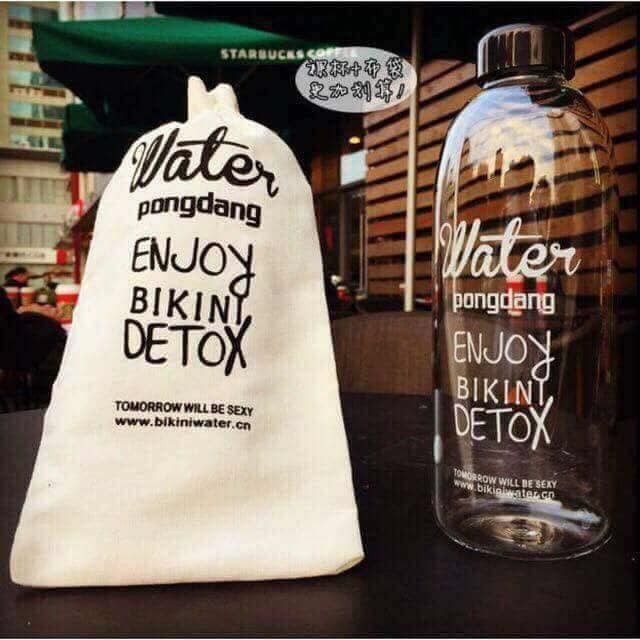 STARBUCKS COFFEE
裸杯+布袋
更加划算!
Water
pongdang
ENJOY
BIKINI
DETOX
TOMORROW WILL BE SEXY
www.bikiniwater.cn
Water
pongdang
ENJOY
BIKINI
DETOX
TOMORROW WILL BE SEXY
www.bikiniwater.cn